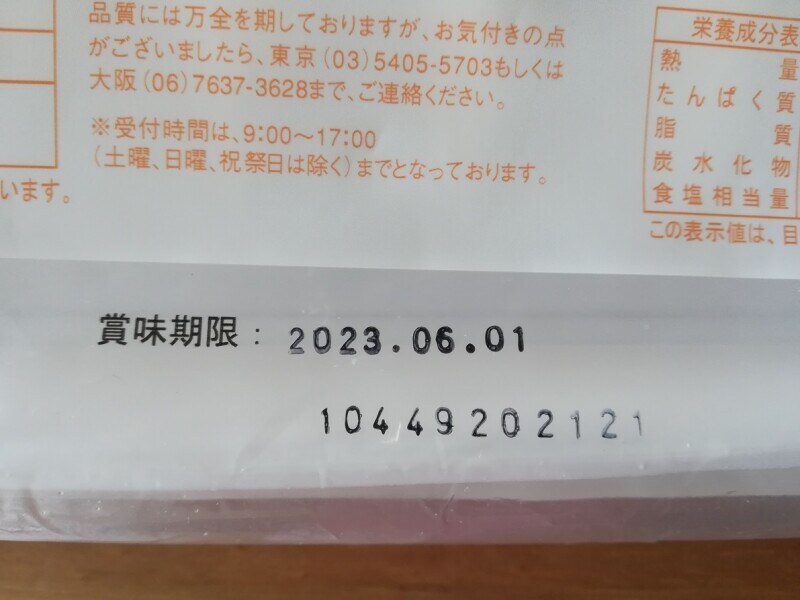 品質には万全を期しておりますが、お気付きの点
がございましたら、東京(03)5405-5703もしくは
大阪(06)7637-3628まで、ご連絡ください。
※受付時間は、9:00〜17:00
(土曜、日曜、祝祭日は除く)までとなっております。
います。
栄養成分表
熱量
たんぱく質
脂質
炭水化物
食塩相当量
この表示値は、目
賞味期限: 2023.06.01
104492021 21